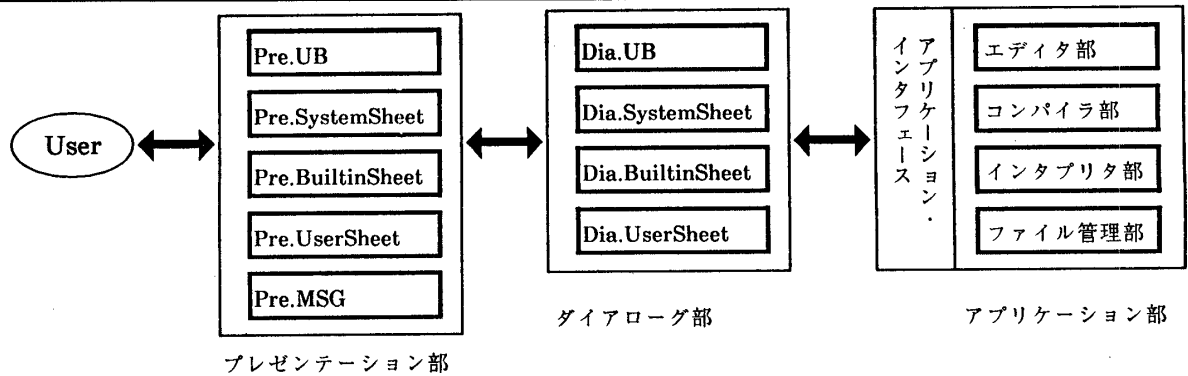 User
Pre.UB
Pre.SystemSheet
Pre.BuiltinSheet
Pre.UserSheet
Pre.MSG
プレゼンテーション部
Dia.UB
Dia.SystemSheet
Dia.BuiltinSheet
Dia.UserSheet
ダイアローグ部
アプリケーション・
インタフェース
エディタ部
コンパイラ部
インタプリタ部
ファイル管理部
アプリケーション部